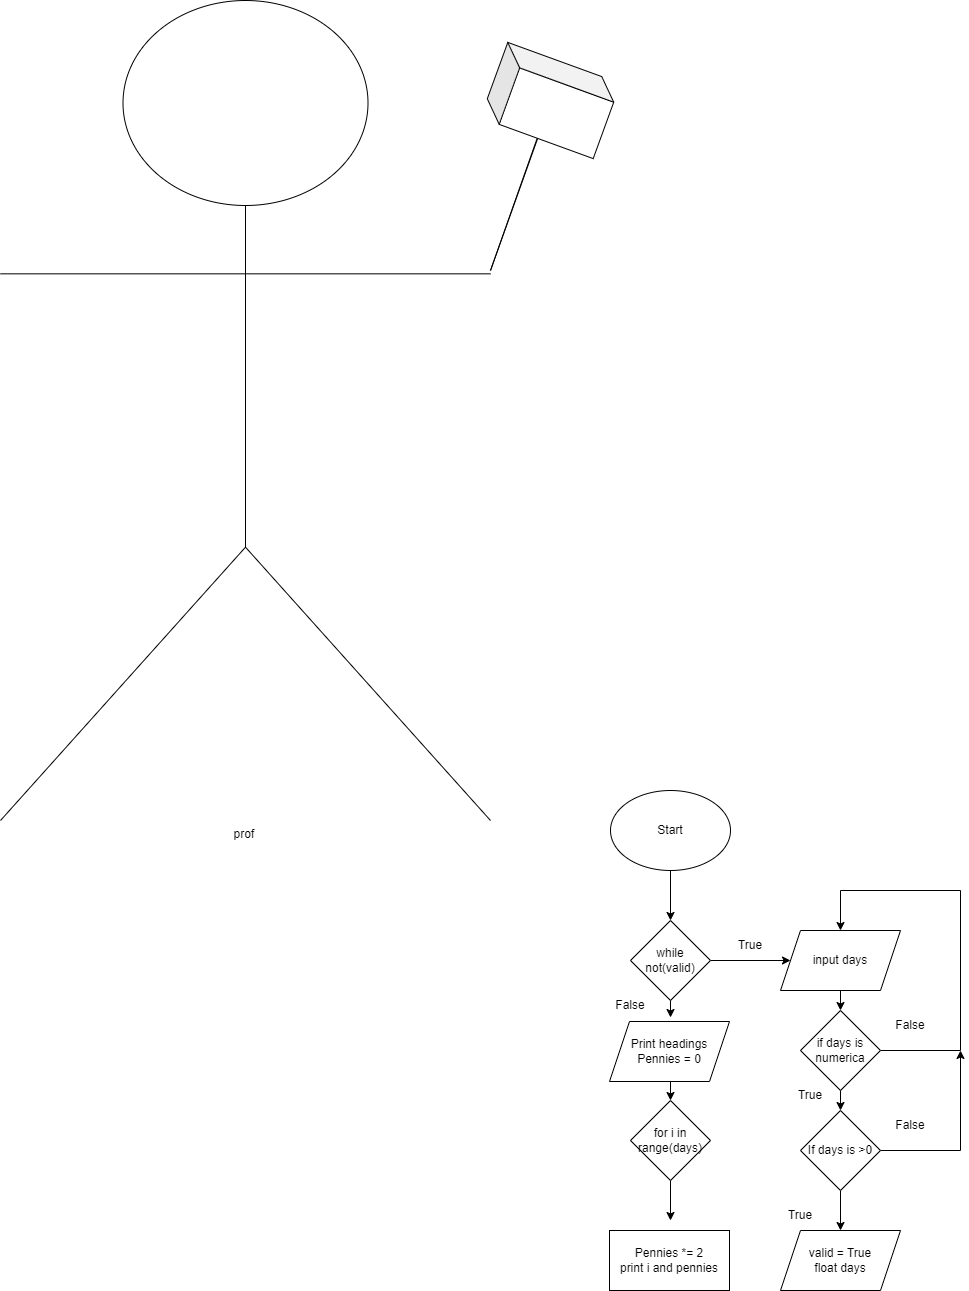 prof
Start
while
not(valid)
True
input days
False
Print headings
Pennies = 0
if days is
numerica
False
True
for i in
range(days)
If days is >0
False
True
Pennies *= 2
print i and pennies
valid = True
float days